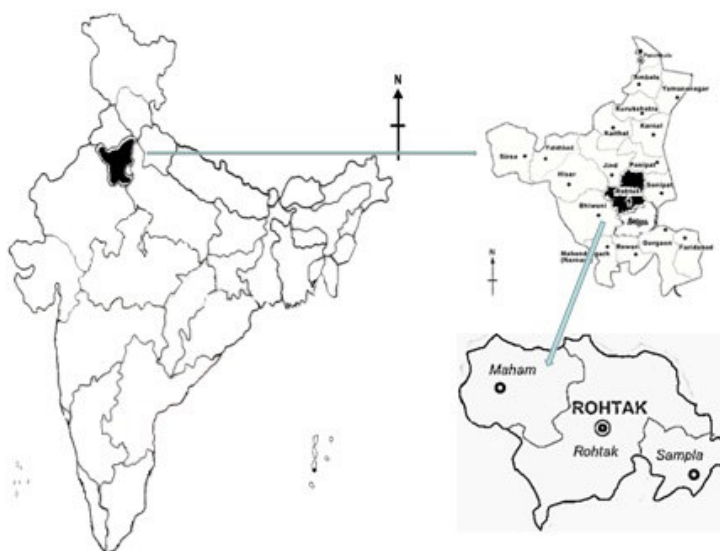 N
Ambala
Yamunanagar
Kurukshetra
Kaithal
Karnal
Sirsa
Fatehbad
Jind
Panipat
Hisar
Rohtak
Sonipat
Bhiwani
Rewari
Gurgaon
Faridabad
N
Maham
ROHTAK
Rohtak
Sampla